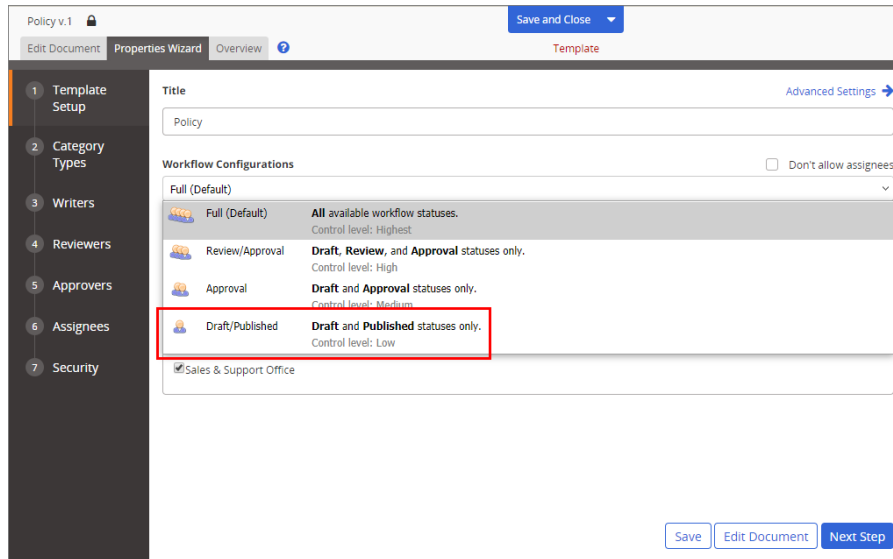 Policy v.1
Save and Close
Edit Document Properties Wizard Overview ?
Template
1 Template Setup
2 Category Types
3 Writers
4 Reviewers
5 Approvers
6 Assignees
7 Security
Title
Advanced Settings
Policy
Workflow Configurations
Don't allow assignees
Full (Default)
Full (Default) All available workflow statuses.
Control level: Highest
Review/Approval Draft, Review, and Approval statuses only.
Control level: High
Approval Draft and Approval statuses only.
Control level: Medium
Draft/Published Draft and Published statuses only.
Control level: Low
Sales & Support Office
Save Edit Document Next Step